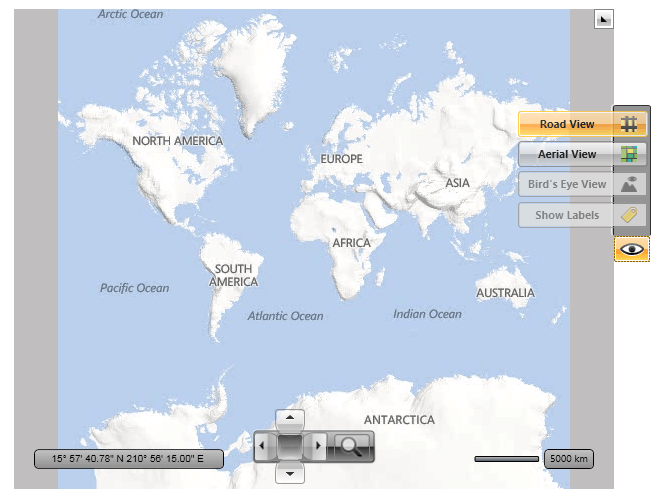 Arctic Ocean
Road View
NORTH AMERICA
Aerial View
EUROPE
ASIA
Bird's Eye View
Show Labels
AFRICA
SOUTH
AMERICA
Pacific Ocean
AUSTRALIA
Atlantic Ocean
Indian Ocean
ANTARCTICA
15° 57' 40.78" N 210° 56' 15.00" E
5000 km